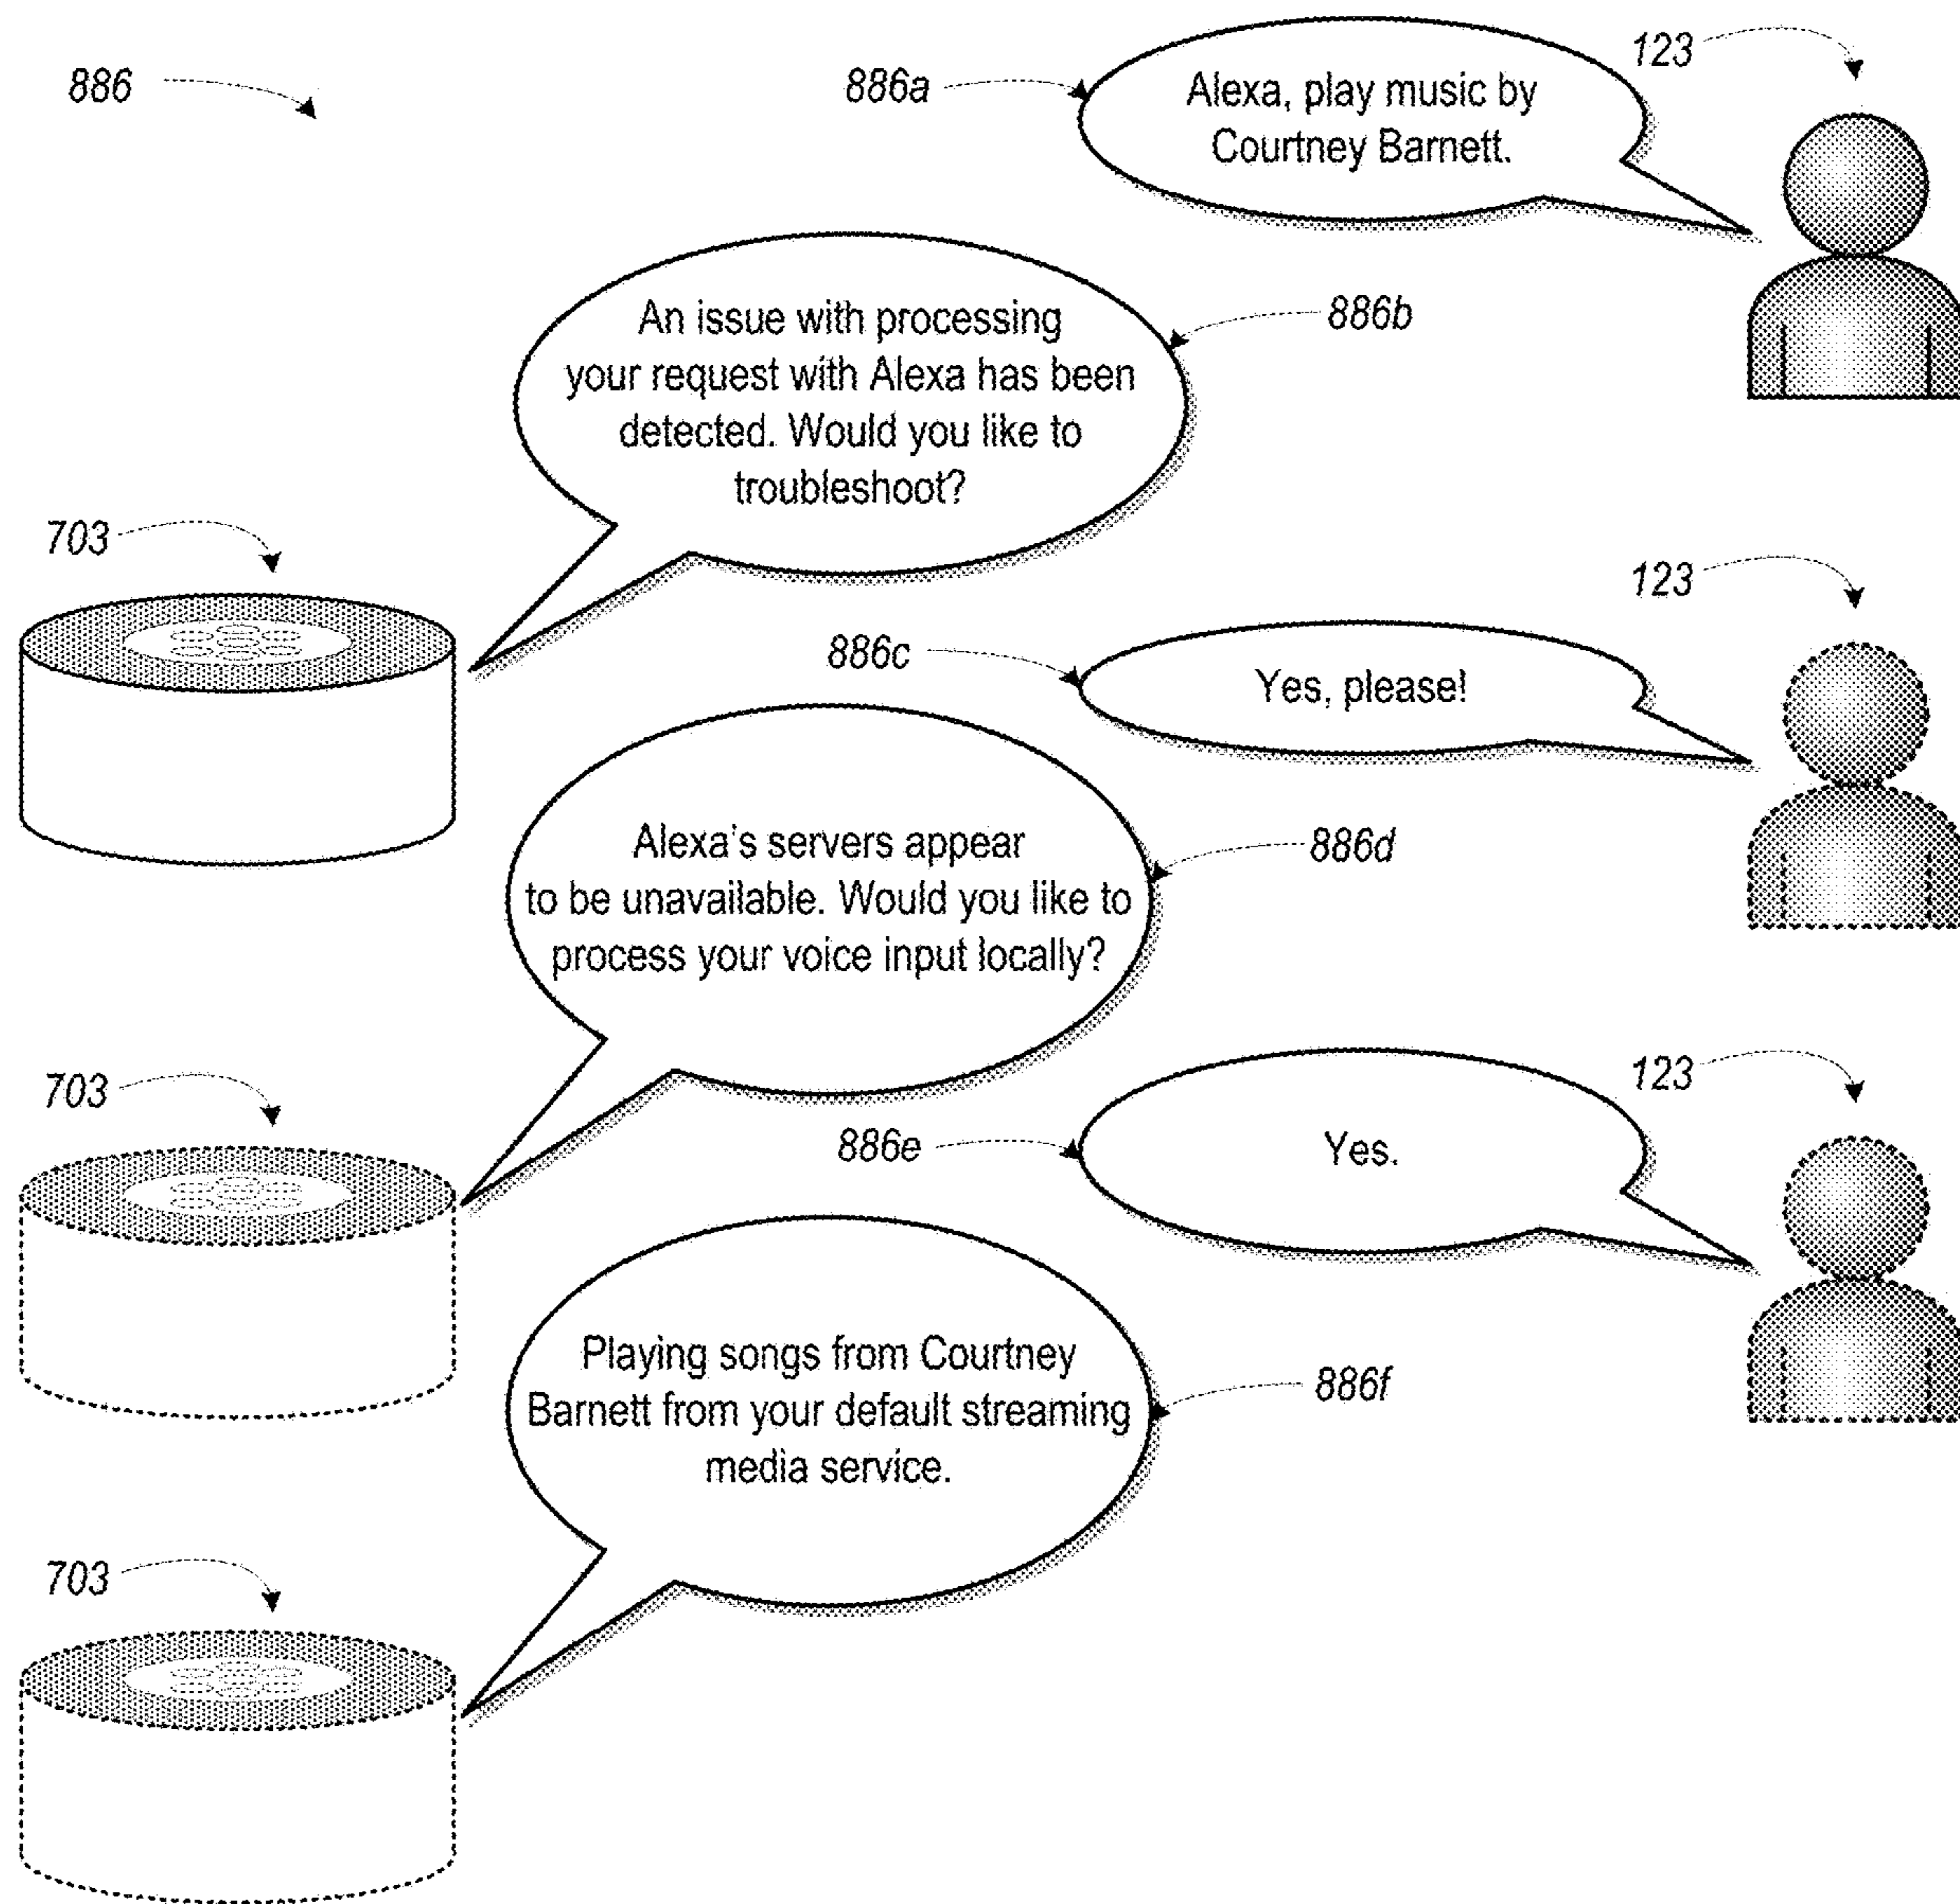 886
886a
Alexa, play music by
Courtney Barnett.
123
An issue with processing
your request with Alexa has been
detected. Would you like to
troubleshoot?
886b
703
123
886c
Yes, please!
Alexa's servers appear
to be unavailable. Would you like to
process your voice input locally?
886d
703
123
886e
Yes.
Playing songs from Courtney
Barnett from your default streaming
media service.
886f
703